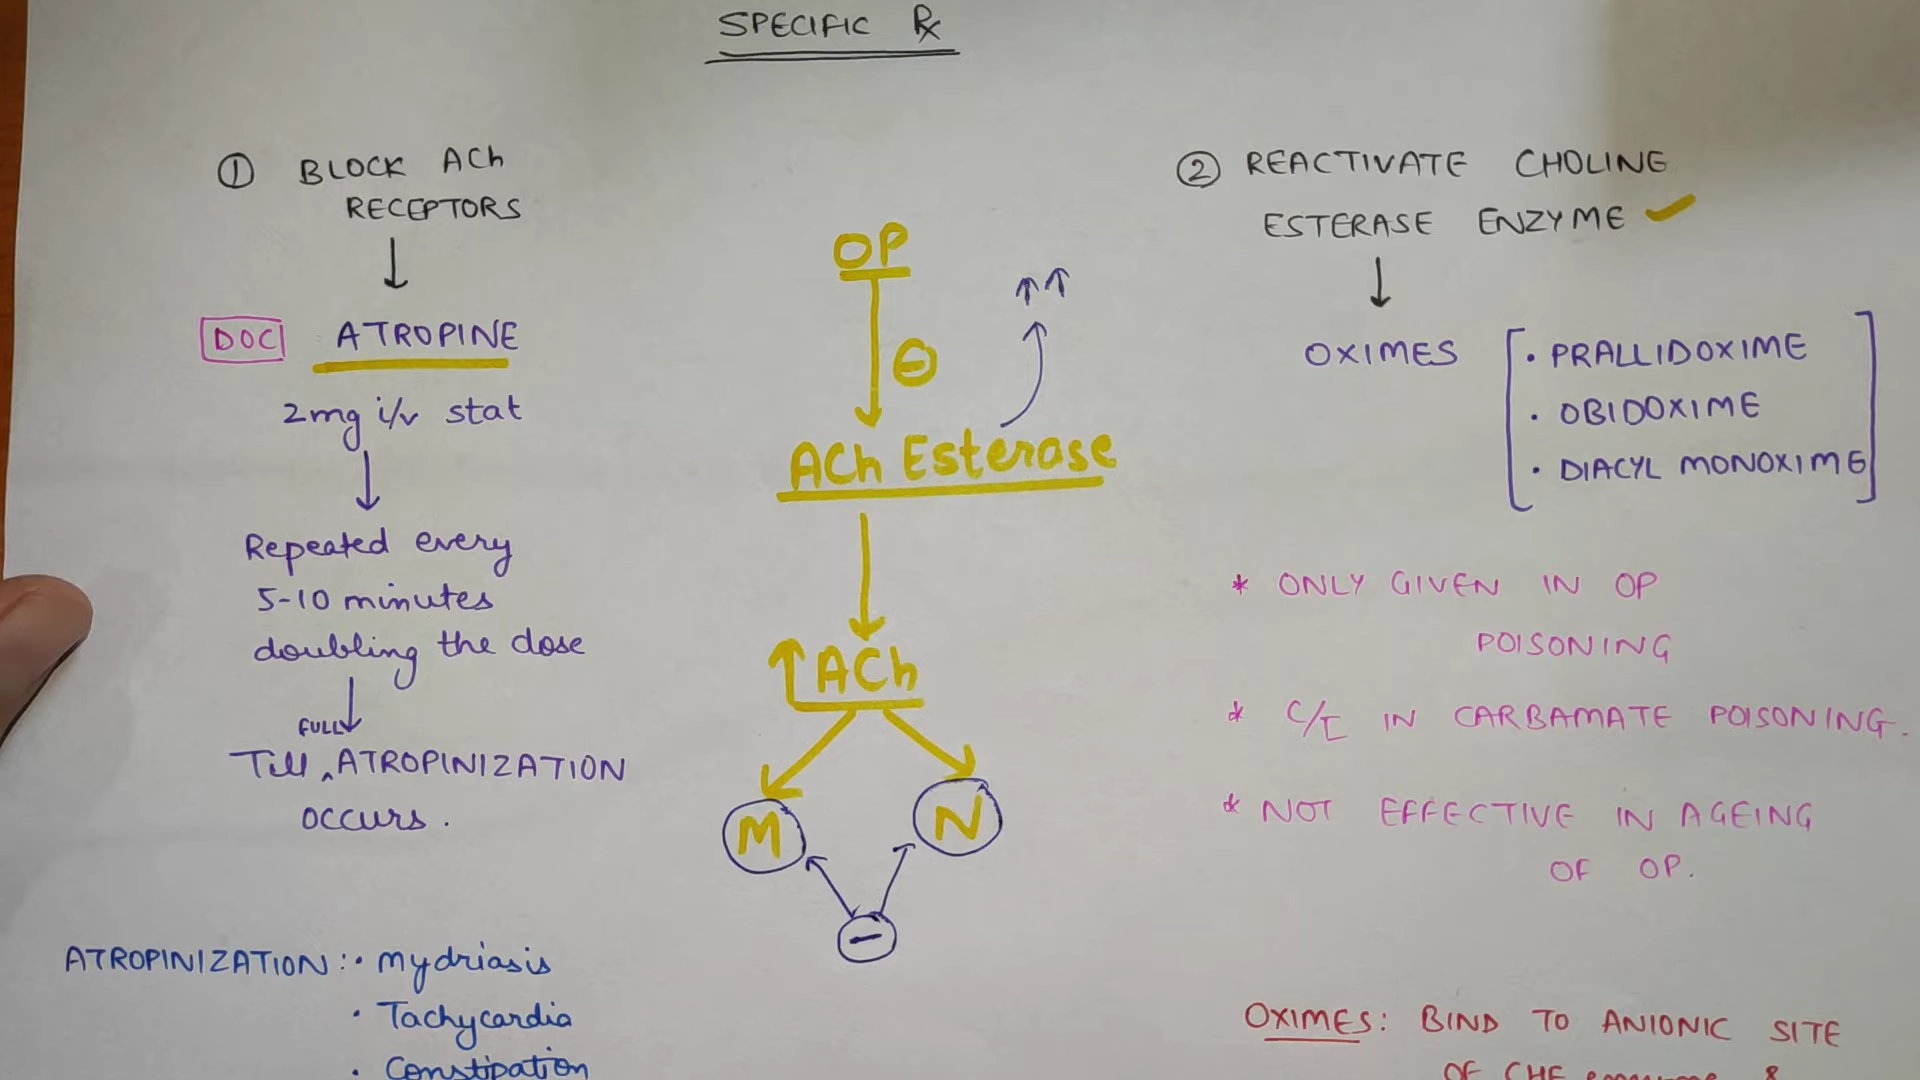 SPECIFIC Rx
① BLOCK ACh
RECEPTORS
↓
DOC ATROPINE
2mg i/v stat
↓
Repeated every
5-10 minutes
doubling the dose
↓
FULL
Till ‸ ATROPINIZATION
occurs.
ATROPINIZATION : • Mydriasis
• Tachycardia
• Constipation
OP
⊖
↑↑
ACh Esterase
↑ ACh
M N
⊖
② REACTIVATE CHOLINE
ESTERASE ENZYME ✓
↓
OXIMES [ • PRALLIDOXIME
• OBIDOXIME
• DIACYL MONOXIME ]
* ONLY GIVEN IN OP
POISONING
* C/I IN CARBAMATE POISONING.
* NOT EFFECTIVE IN AGEING
OF OP.
OXIMES: BIND TO ANIONIC SITE
OF CHE enzyme &